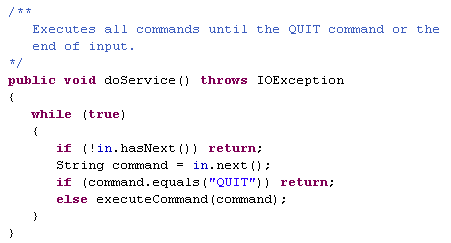 /**
   Executes all commands until the QUIT command or the
   end of input.
*/
public void doService() throws IOException
{
   while (true)
   {
      if (!in.hasNext()) return;
      String command = in.next();
      if (command.equals("QUIT")) return;
      else executeCommand(command);
   }
}